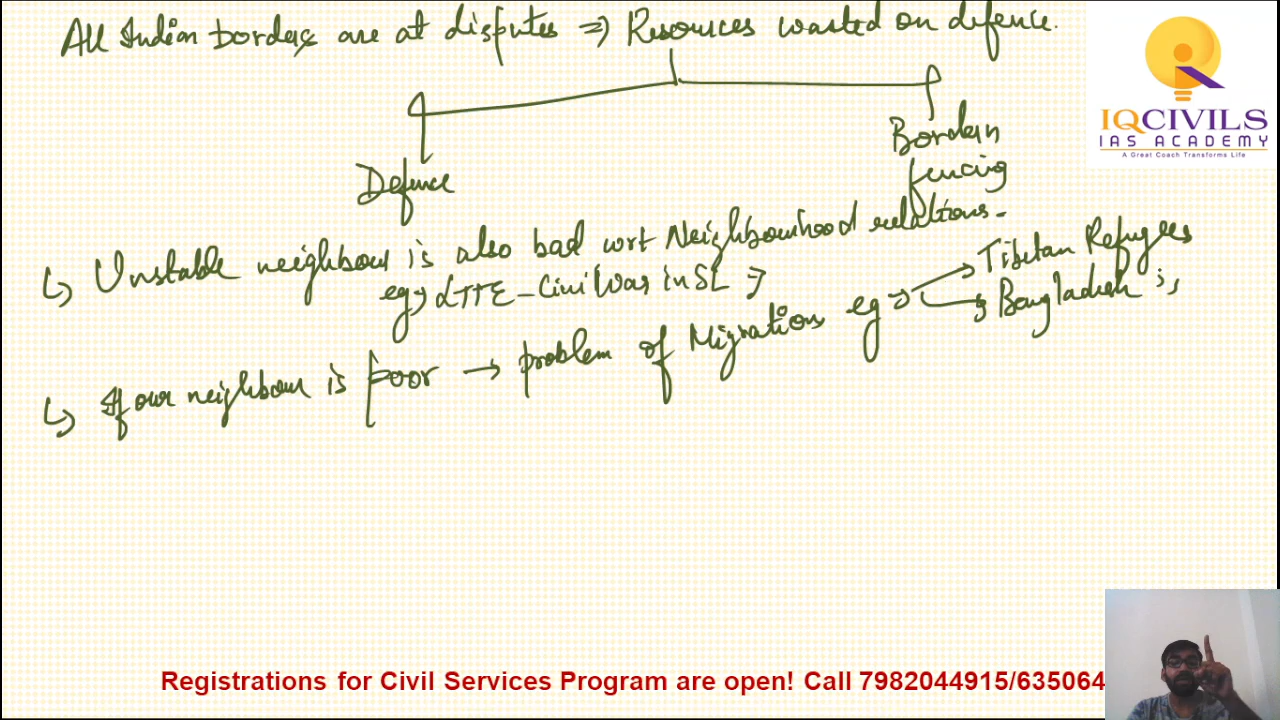 All Indian borders are at disputes => Resources wasted on defence.
IQCIVILS
IAS ACADEMY
A Great Coach Transforms Life
Defence
Border
fencing
↳ Unstable neighbour is also bad wrt Neighbourhood relations.
eg → LTTE - Civil War in SL →
↳ If our neighbour is poor → problem of Migration eg →
Tibetan Refugees
Bangladesh ,,
Registrations for Civil Services Program are open! Call 7982044915/635064